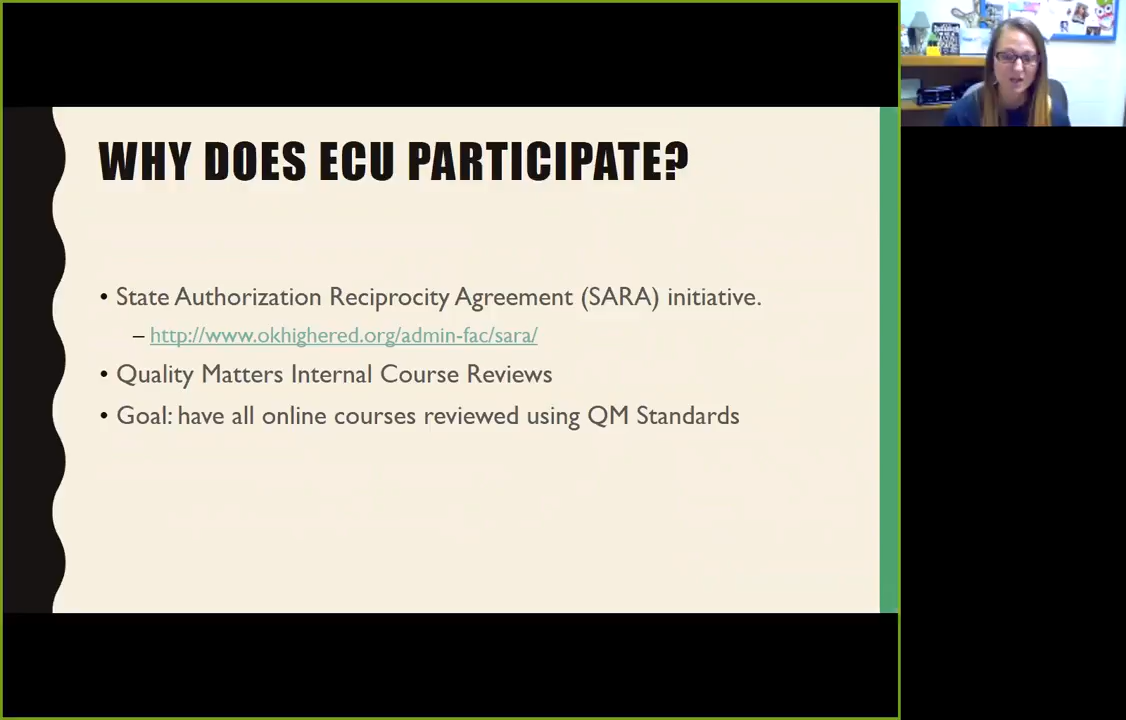 WHY DOES ECU PARTICIPATE?
• State Authorization Reciprocity Agreement (SARA) initiative.
– http://www.okhighered.org/admin-fac/sara/
• Quality Matters Internal Course Reviews
• Goal: have all online courses reviewed using QM Standards